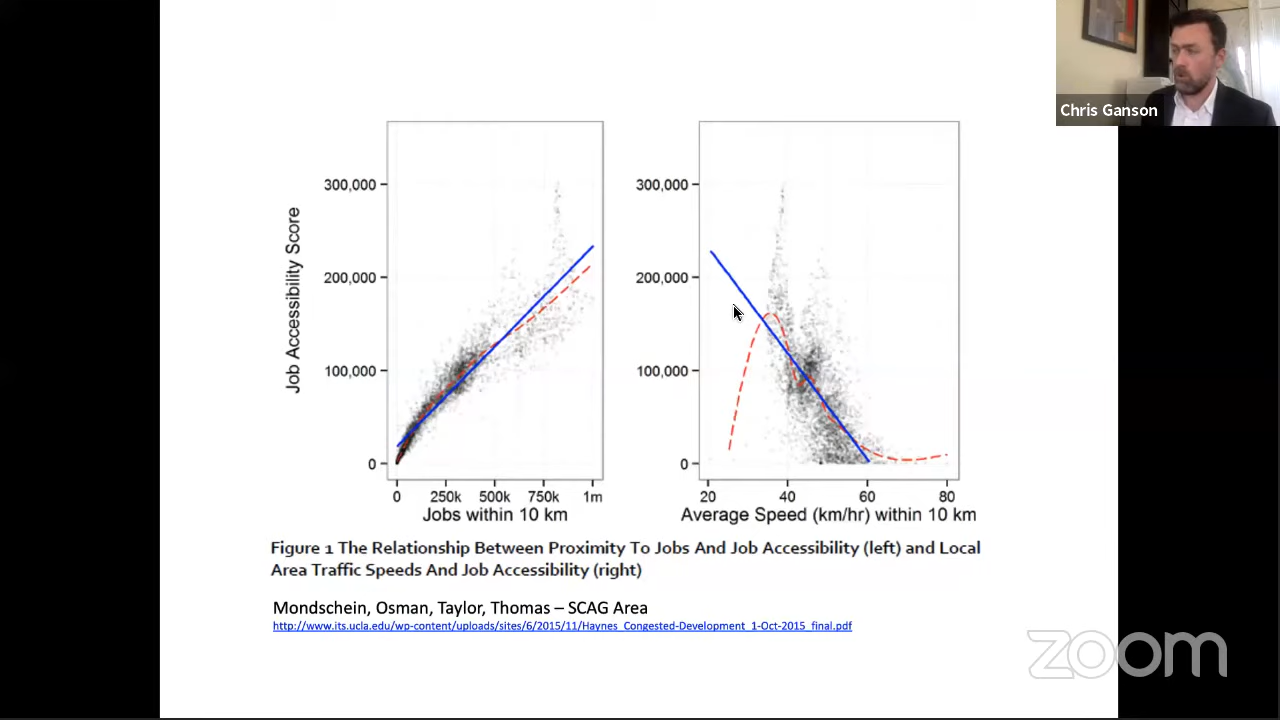 Chris Ganson
Job Accessibility Score
300,000
200,000
100,000
0
0 250k 500k 750k 1m
Jobs within 10 km
300,000
200,000
100,000
0
20 40 60 80
Average Speed (km/hr) within 10 km
Figure 1 The Relationship Between Proximity To Jobs And Job Accessibility (left) and Local
Area Traffic Speeds And Job Accessibility (right)
Mondschein, Osman, Taylor, Thomas – SCAG Area
http://www.its.ucla.edu/wp-content/uploads/sites/6/2015/11/Haynes_Congested-Development_1-Oct-2015_final.pdf
zoom